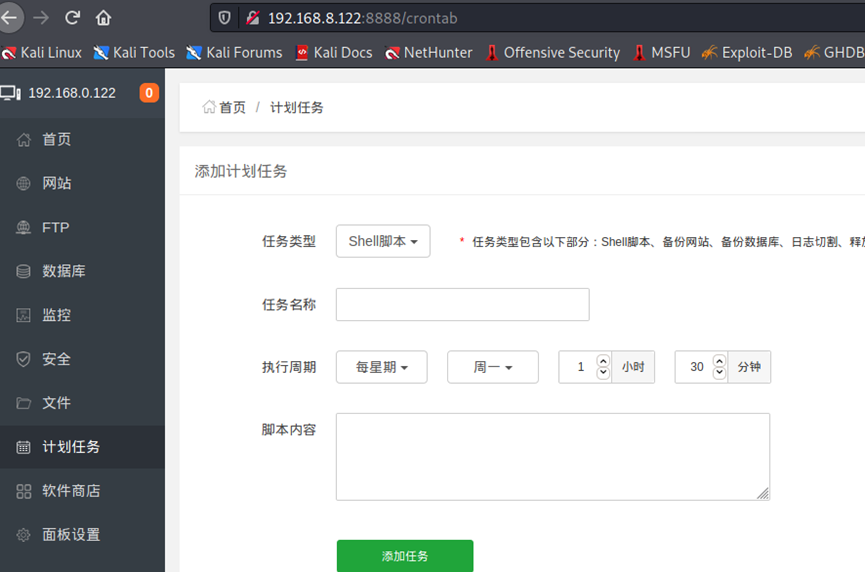 192.168.8.122:8888/crontab
Kali Linux Kali Tools Kali Forums Kali Docs NetHunter Offensive Security MSFU Exploit-DB GHDB
192.168.0.122 0
首页 / 计划任务
首页
网站
FTP
数据库
监控
安全
文件
计划任务
软件商店
面板设置
添加计划任务
任务类型 Shell脚本 * 任务类型包含以下部分：Shell脚本、备份网站、备份数据库、日志切割、释放
任务名称
执行周期 每星期 周一 1 小时 30 分钟
脚本内容
添加任务